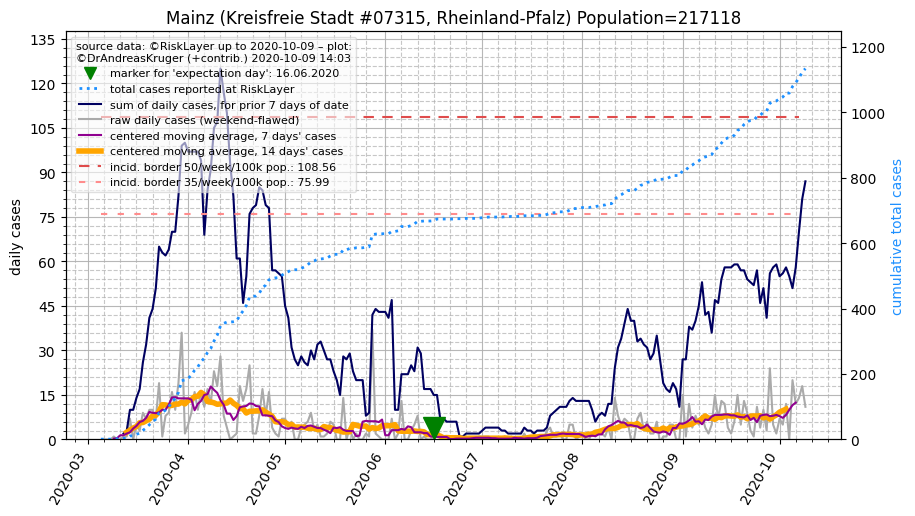 Mainz (Kreisfreie Stadt #07315, Rheinland-Pfalz) Population=217118
source data: ©RiskLayer up to 2020-10-09 – plot:
©DrAndreasKruger (+contrib.) 2020-10-09 14:03
marker for 'expectation day': 16.06.2020
total cases reported at RiskLayer
sum of daily cases, for prior 7 days of date
raw daily cases (weekend-flawed)
centered moving average, 7 days' cases
centered moving average, 14 days' cases
incid. border 50/week/100k pop.: 108.56
incid. border 35/week/100k pop.: 75.99
daily cases
135
120
105
90
75
60
45
30
15
0
cumulative total cases
1200
1000
800
600
400
200
0
2020-03
2020-04
2020-05
2020-06
2020-07
2020-08
2020-09
2020-10